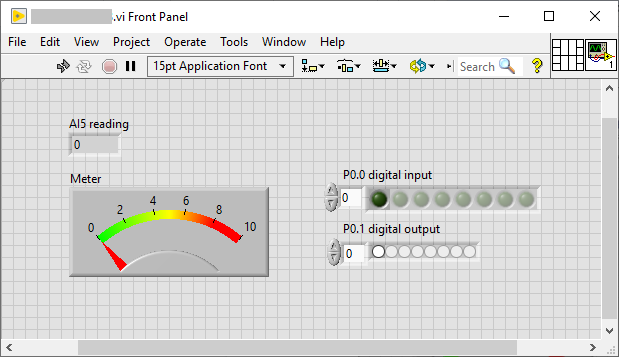 .vi Front Panel
File Edit View Project Operate Tools Window Help
15pt Application Font Search ?
1
AI5 reading
0
Meter
0 2 4 6 8 10
P0.0 digital input
0
P0.1 digital output
0